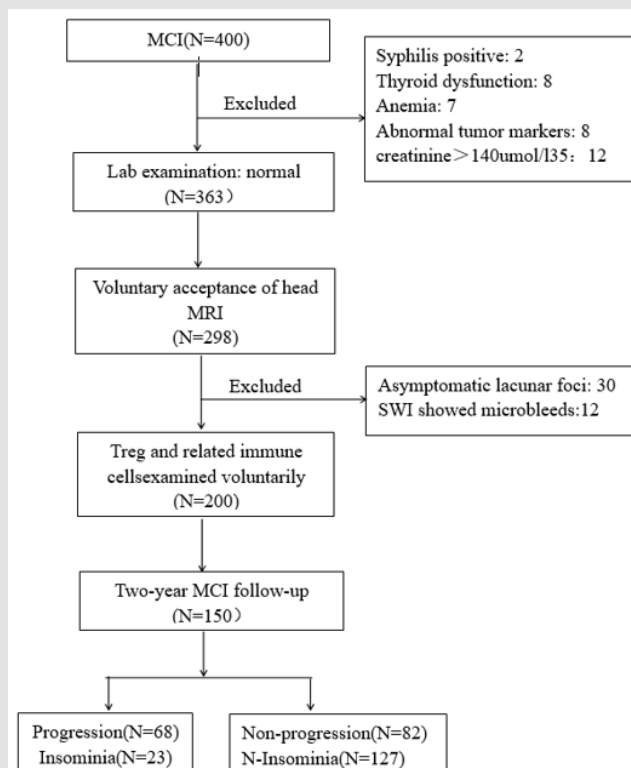 MCI(N=400)
Excluded
Syphilis positive: 2
Thyroid dysfunction: 8
Anemia: 7
Abnormal tumor markers: 8
creatinine＞140umol/l35： 12
Lab examination: normal
(N=363）
Voluntary acceptance of head
MRI
(N=298)
Excluded
Asymptomatic lacunar foci: 30
SWI showed microbleeds:12
Treg and related immune
cellsexamined voluntarily
(N=200)
Two-year MCI follow-up
(N=150）
Progression(N=68)
Insominia(N=23)
Non-progression(N=82)
N-Insominia(N=127)